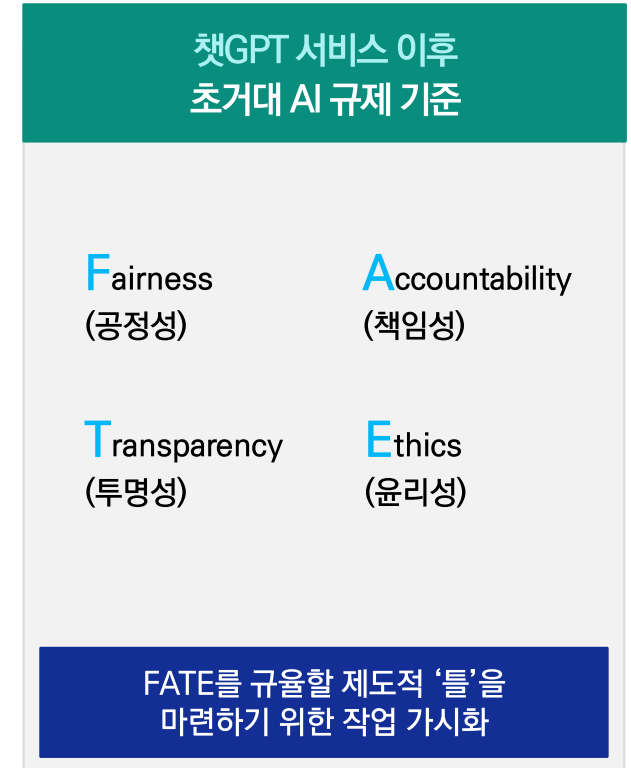 챗GPT 서비스 이후
초거대 AI 규제 기준
Fairness
(공정성)
Accountability
(책임성)
Transparency
(투명성)
Ethics
(윤리성)
FATE를 규율할 제도적 ‘틀’을
마련하기 위한 작업 가시화